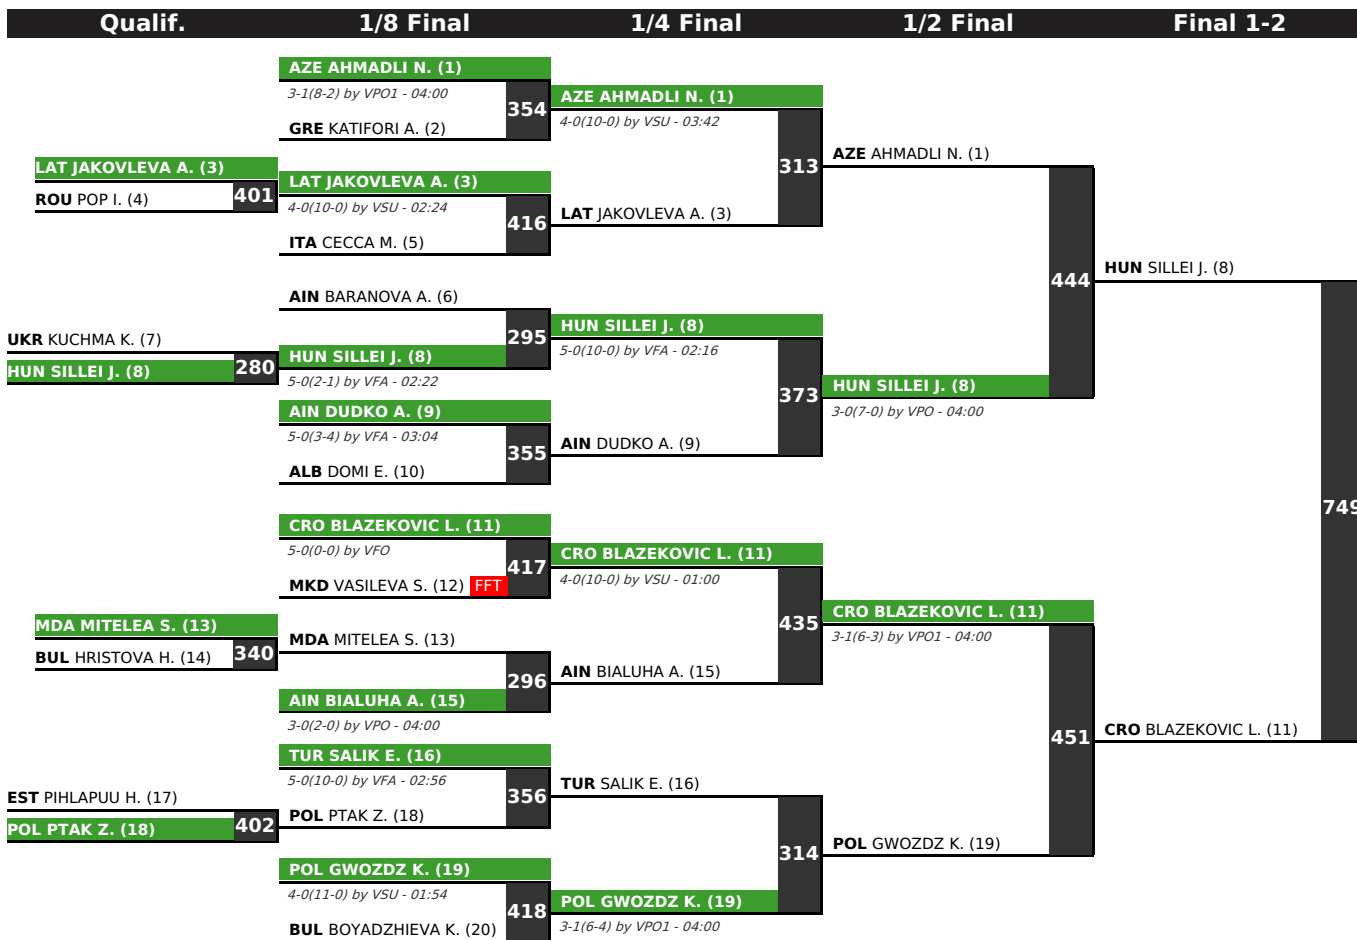 Qualif.
1/8 Final
1/4 Final
1/2 Final
Final 1-2
LAT JAKOVLEVA A. (3)
ROU POP I. (4)
401
UKR KUCHMA K. (7)
HUN SILLEI J. (8)
280
MDA MITELEA S. (13)
BUL HRISTOVA H. (14)
340
EST PIHLAPUU H. (17)
POL PTAK Z. (18)
402
AZE AHMADLI N. (1)
3-1(8-2) by VPO1 - 04:00
GRE KATIFORI A. (2)
354
LAT JAKOVLEVA A. (3)
4-0(10-0) by VSU - 02:24
ITA CECCA M. (5)
416
AIN BARANOVA A. (6)
295
HUN SILLEI J. (8)
5-0(2-1) by VFA - 02:22
AIN DUDKO A. (9)
5-0(3-4) by VFA - 03:04
ALB DOMI E. (10)
355
CRO BLAZEKOVIC L. (11)
5-0(0-0) by VFO
MKD VASILEVA S. (12) FFT
417
MDA MITELEA S. (13)
296
AIN BIALUHA A. (15)
3-0(2-0) by VPO - 04:00
TUR SALIK E. (16)
5-0(10-0) by VFA - 02:56
POL PTAK Z. (18)
356
POL GWOZDZ K. (19)
4-0(11-0) by VSU - 01:54
BUL BOYADZHIEVA K. (20)
418
AZE AHMADLI N. (1)
4-0(10-0) by VSU - 03:42
LAT JAKOVLEVA A. (3)
313
HUN SILLEI J. (8)
5-0(10-0) by VFA - 02:16
AIN DUDKO A. (9)
373
CRO BLAZEKOVIC L. (11)
4-0(10-0) by VSU - 01:00
AIN BIALUHA A. (15)
435
TUR SALIK E. (16)
314
POL GWOZDZ K. (19)
3-1(6-4) by VPO1 - 04:00
AZE AHMADLI N. (1)
444
HUN SILLEI J. (8)
3-0(7-0) by VPO - 04:00
CRO BLAZEKOVIC L. (11)
3-1(6-3) by VPO1 - 04:00
POL GWOZDZ K. (19)
451
HUN SILLEI J. (8)
749
CRO BLAZEKOVIC L. (11)